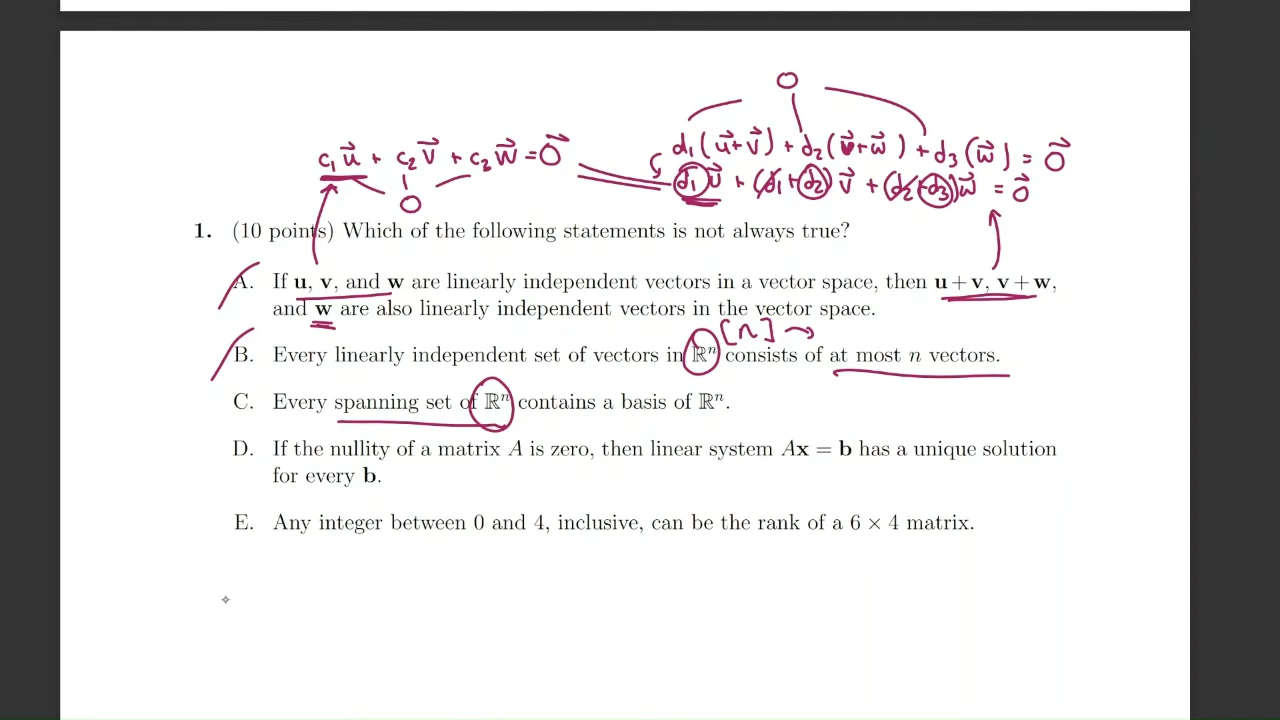 O
c₁u⃗ + c₂v⃗ + c₂w⃗ = 0⃗
d₁(u⃗+v⃗) + d₂(v⃗+w⃗) + d₃(w⃗) = 0⃗
O
d₁v⃗ + (d₁+d₂)v⃗ + (d₂+d₃)w⃗ = 0⃗
1. (10 points) Which of the following statements is not always true?
A. If u, v, and w are linearly independent vectors in a vector space, then u + v, v + w,
and w are also linearly independent vectors in the vector space.
[n] →
B. Every linearly independent set of vectors in ℝⁿ consists of at most n vectors.
C. Every spanning set of ℝⁿ contains a basis of ℝⁿ.
D. If the nullity of a matrix A is zero, then linear system Ax = b has a unique solution
for every b.
E. Any integer between 0 and 4, inclusive, can be the rank of a 6 × 4 matrix.